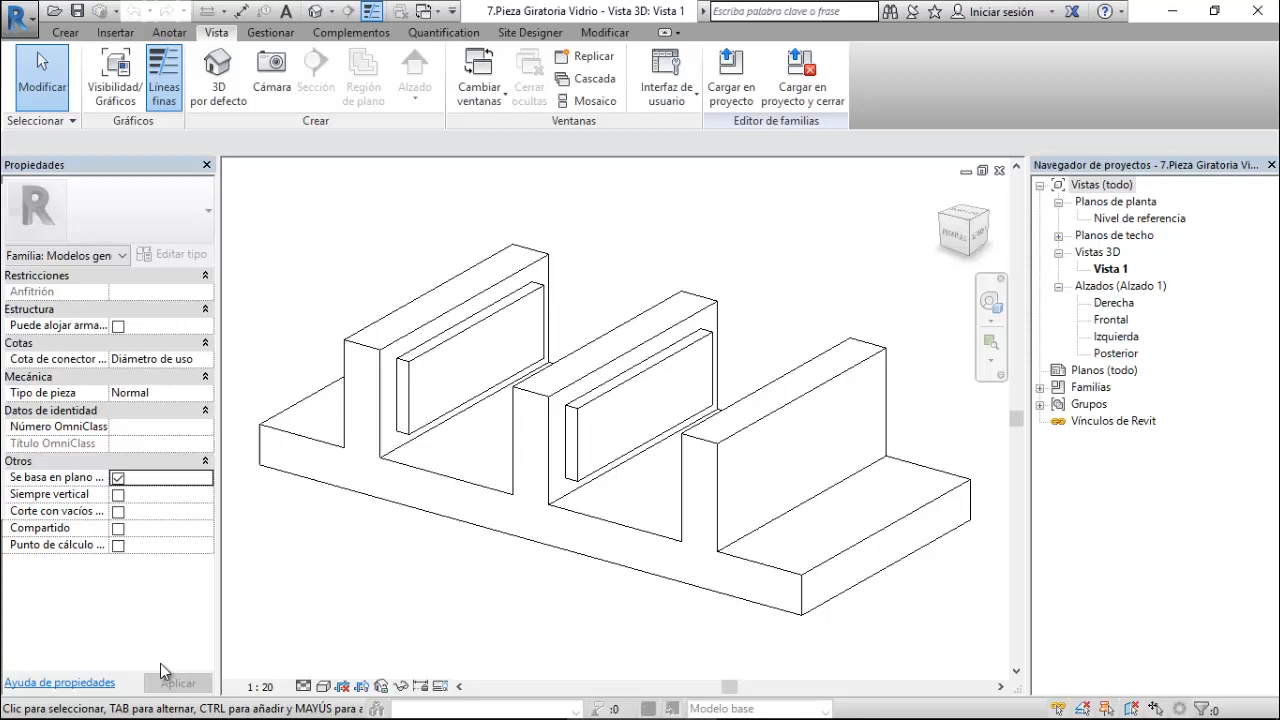 7.Pieza Giratoria Vidrio - Vista 3D: Vista 1
Escriba palabra clave o frase
Iniciar sesión
Crear
Insertar
Anotar
Vista
Gestionar
Complementos
Quantification
Site Designer
Modificar
Modificar
Visibilidad/
Gráficos
Líneas
finas
3D
por defecto
Cámara
Sección
Región
de plano
Alzado
Cambiar
ventanas
Cerrar
ocultas
Replicar
Cascada
Mosaico
Interfaz de
usuario
Cargar en
proyecto
Cargar en
proyecto y cerrar
Seleccionar
Gráficos
Crear
Ventanas
Editor de familias
Propiedades
Familia: Modelos gen
Editar tipo
Restricciones
Anfitrión
Estructura
Puede alojar arma...
Cotas
Cota de conector ...
Diámetro de uso
Mecánica
Tipo de pieza
Normal
Datos de identidad
Número OmniClass
Título OmniClass
Otros
Se basa en plano ...
Siempre vertical
Corte con vacíos ...
Compartido
Punto de cálculo ...
Ayuda de propiedades
Aplicar
1 : 20
Navegador de proyectos - 7.Pieza Giratoria Vi...
Vistas (todo)
Planos de planta
Nivel de referencia
Planos de techo
Vistas 3D
Vista 1
Alzados (Alzado 1)
Derecha
Frontal
Izquierda
Posterior
Planos (todo)
Familias
Grupos
Vínculos de Revit
Clic para seleccionar, TAB para alternar, CTRL para añadir y MAYÚS para a
:0
Modelo base
:0